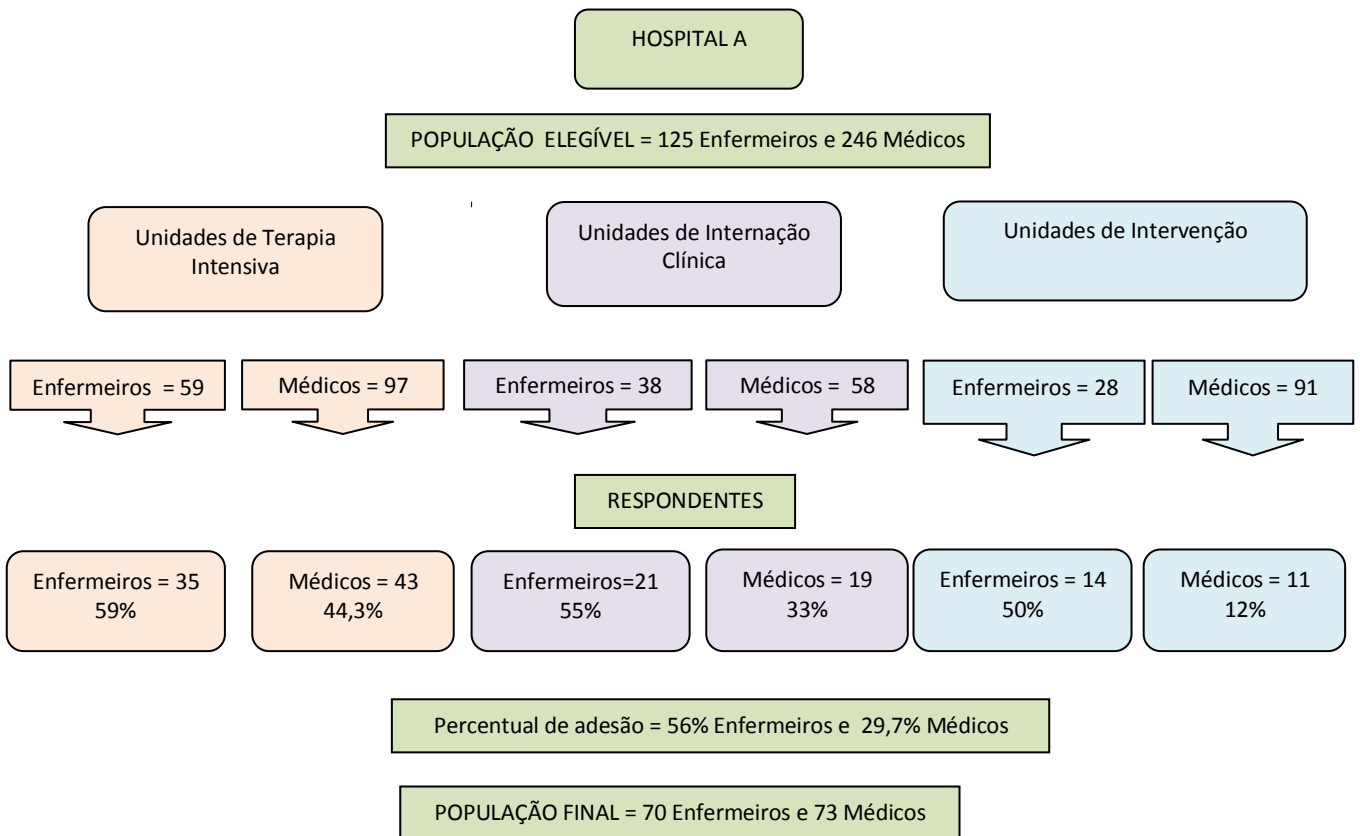 HOSPITAL A
POPULAÇÃO ELEGÍVEL = 125 Enfermeiros e 246 Médicos
Unidades de Terapia
Intensiva
Unidades de Internação
Clínica
Unidades de Intervenção
Enfermeiros = 59
Médicos = 97
Enfermeiros = 38
Médicos = 58
Enfermeiros = 28
Médicos = 91
RESPONDENTES
Enfermeiros = 35
59%
Médicos = 43
44,3%
Enfermeiros=21
55%
Médicos = 19
33%
Enfermeiros = 14
50%
Médicos = 11
12%
Percentual de adesão = 56% Enfermeiros e 29,7% Médicos
POPULAÇÃO FINAL = 70 Enfermeiros e 73 Médicos